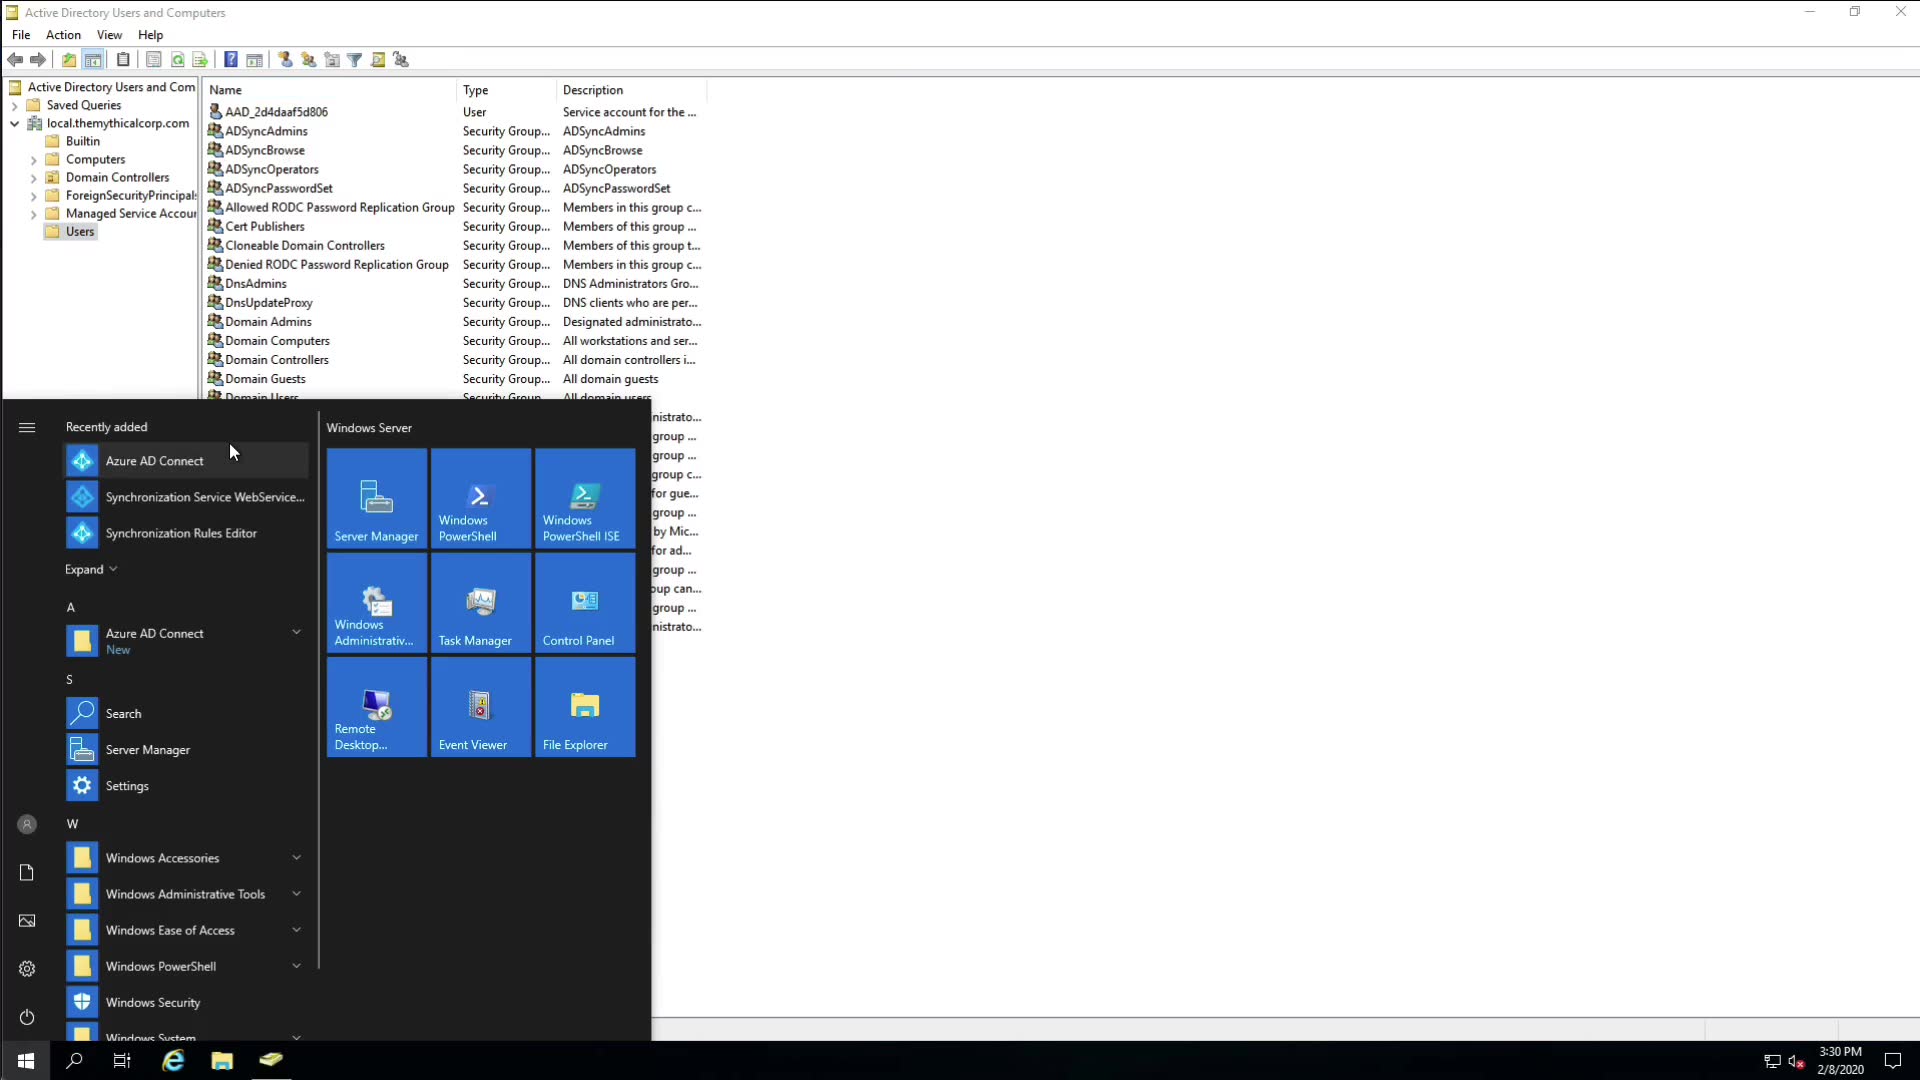 Active Directory Users and Computers
File Action View Help
Active Directory Users and Com
Saved Queries
local.themythicalcorp.com
Builtin
Computers
Domain Controllers
ForeignSecurityPrincipals
Managed Service Accoun
Users
Name Type Description
AAD_2d4daaf5d806 User Service account for the ...
ADSyncAdmins Security Group... ADSyncAdmins
ADSyncBrowse Security Group... ADSyncBrowse
ADSyncOperators Security Group... ADSyncOperators
ADSyncPasswordSet Security Group... ADSyncPasswordSet
Allowed RODC Password Replication Group Security Group... Members in this group c...
Cert Publishers Security Group... Members of this group ...
Cloneable Domain Controllers Security Group... Members of this group t...
Denied RODC Password Replication Group Security Group... Members in this group c...
DnsAdmins Security Group... DNS Administrators Gro...
DnsUpdateProxy Security Group... DNS clients who are per...
Domain Admins Security Group... Designated administrato...
Domain Computers Security Group... All workstations and ser...
Domain Controllers Security Group... All domain controllers i...
Domain Guests Security Group... All domain guests
Domain Users Security Group... All domain users
nistrato...
group ...
group ...
group c...
for gue...
group ...
by Mic...
for ad...
group ...
oup can...
group ...
nistrato...
Recently added
Azure AD Connect
Synchronization Service WebService...
Synchronization Rules Editor
Expand
A
Azure AD Connect
New
S
Search
Server Manager
Settings
W
Windows Accessories
Windows Administrative Tools
Windows Ease of Access
Windows PowerShell
Windows Security
Windows System
Windows Server
Server Manager
Windows PowerShell
Windows PowerShell ISE
Windows Administrativ...
Task Manager
Control Panel
Remote Desktop...
Event Viewer
File Explorer
3:30 PM
2/8/2020